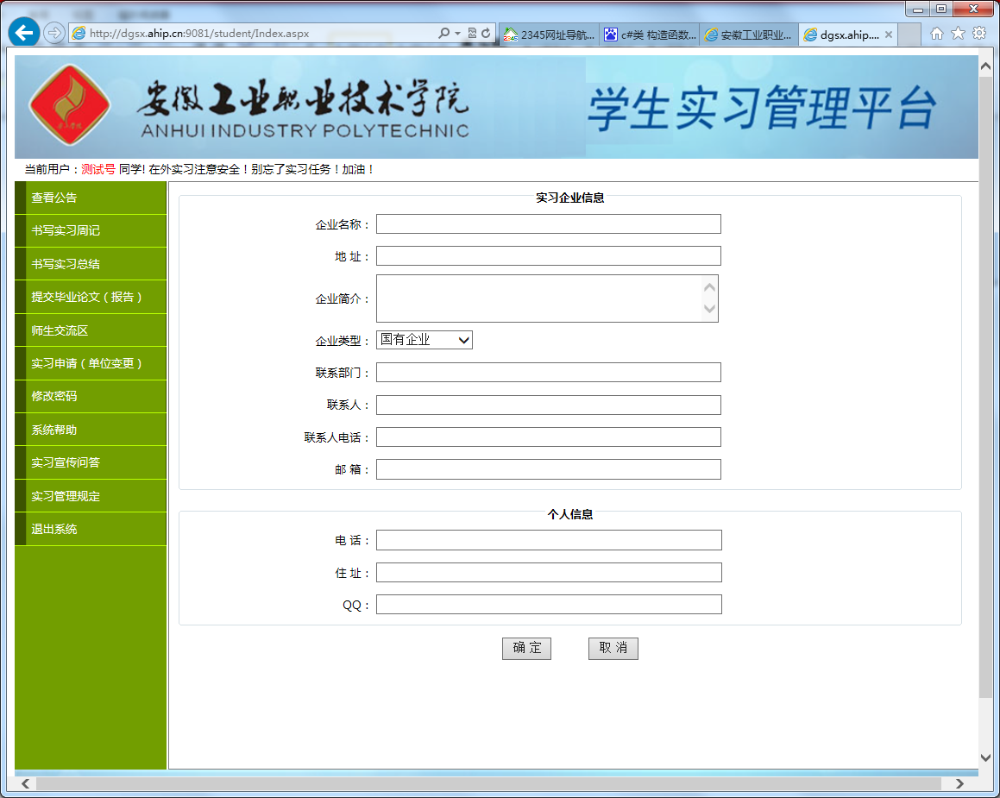 http://dgsx.ahip.cn:9081/student/Index.aspx
2345网址导航...
c#类 构造函数...
安徽工业职业...
dgsx.ahip....
安徽工业职业技术学院
ANHUI INDUSTRY POLYTECHNIC
学生实习管理平台
当前用户：测试号 同学! 在外实习注意安全！别忘了实习任务！加油！
查看公告
书写实习周记
书写实习总结
提交毕业论文（报告）
师生交流区
实习申请（单位变更）
修改密码
系统帮助
实习宣传问答
实习管理规定
退出系统
实习企业信息
企业名称：
地 址：
企业简介：
企业类型： 国有企业
联系部门：
联系人：
联系人电话：
邮 箱：
个人信息
电 话：
住 址：
QQ：
确 定 取 消